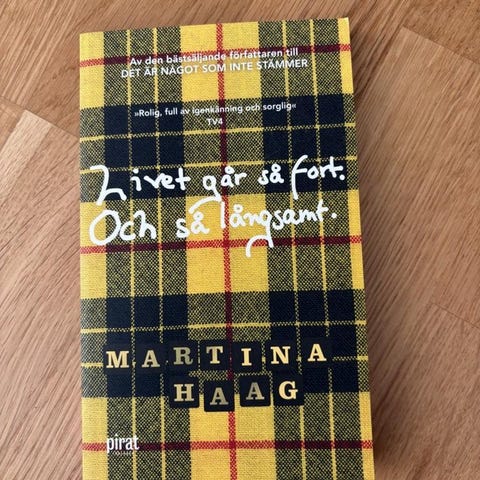 Av den bästsäljande författaren till
DET ÄR NÅGOT SOM INTE STÄMMER
»Rolig, full av igenkänning och sorglig«
TV4
Livet går så fort.
Och så långsamt.
MARTINA
HAAG
pirat